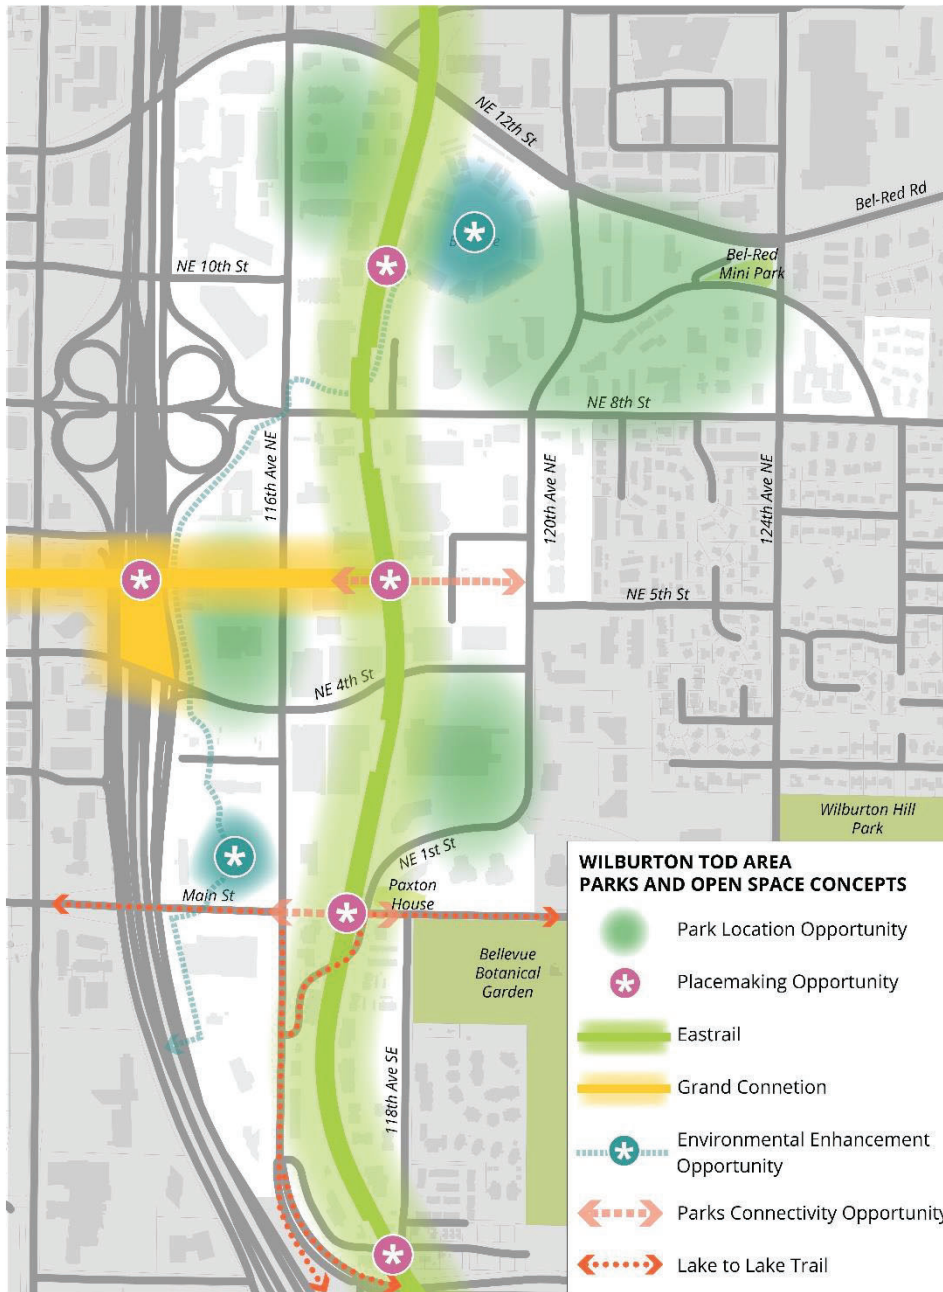 NE 12th St
Bel-Red Rd
Bel-Red
Mini Park
NE 10th St
NE 8th St
116th Ave NE
120th Ave NE
124th Ave NE
NE 5th St
NE 4th St
Wilburton Hill
Park
NE 1st St
Main St
Paxton
House
Bellevue
Botanical
Garden
118th Ave SE
WILBURTON TOD AREA
PARKS AND OPEN SPACE CONCEPTS
Park Location Opportunity
Placemaking Opportunity
Eastrail
Grand Connetion
Environmental Enhancement
Opportunity
Parks Connectivity Opportunity
Lake to Lake Trail